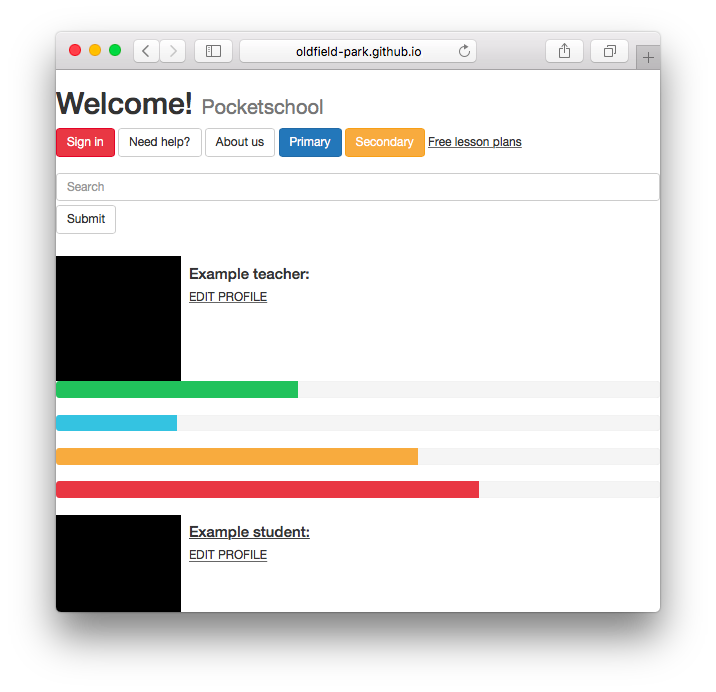 oldfield-park.github.io
Welcome! Pocketschool
Sign in Need help? About us Primary Secondary Free lesson plans
Search
Submit
Example teacher:
EDIT PROFILE
Example student:
EDIT PROFILE